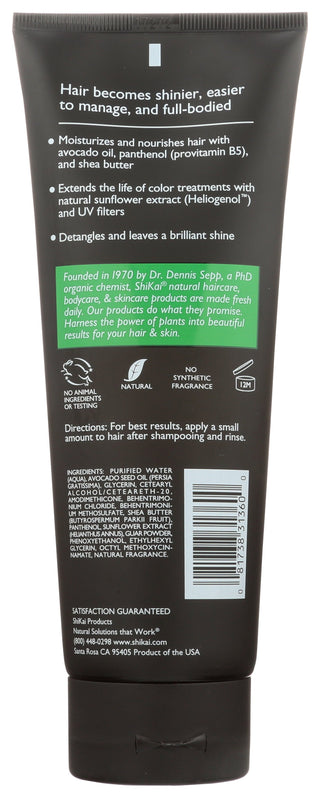 Hair becomes shinier, easier
to manage, and full-bodied
• Moisturizes and nourishes hair with
avocado oil, panthenol (provitamin B5),
and shea butter
• Extends the life of color treatments with
natural sunflower extract (Heliogenol™)
and UV filters
• Detangles and leaves a brilliant shine
Founded in 1970 by Dr. Dennis Sepp, a PhD
organic chemist, ShiKai® natural haircare,
bodycare, & skincare products are made fresh
daily. Our products do what they promise.
Harness the power of plants into beautiful
results for your hair & skin.
NO ANIMAL
INGREDIENTS
OR TESTING
NATURAL
NO
SYNTHETIC
FRAGRANCE
12M
Directions: For best results, apply a small
amount to hair after shampooing and rinse.
INGREDIENTS: PURIFIED WATER
(AQUA), AVOCADO SEED OIL (PERSIA
GRATISSIMA), GLYCERIN, CETEARYL
ALCOHOL/CETEARETH-20,
AMODIMETHICONE, BEHENTRIMO-
NIUM CHLORIDE, BEHENTRIMONI-
UM METHOSULFATE, SHEA BUTTER
(BUTYROSPERMUM PARKII FRUIT),
PANTHENOL, SUNFLOWER EXTRACT
(HELIANTHUS ANNUS), GUAR POWDER,
PHENOXYETHANOL, ETHYLHEXYL
GLYCERIN, OCTYL METHOXYCIN-
NAMATE, NATURAL FRAGRANCE.
0 81738 31360 0
SATISFACTION GUARANTEED
ShiKai Products
Natural Solutions that Work®
(800) 448-0298 www.shikai.com
Santa Rosa CA 95405 Product of the USA